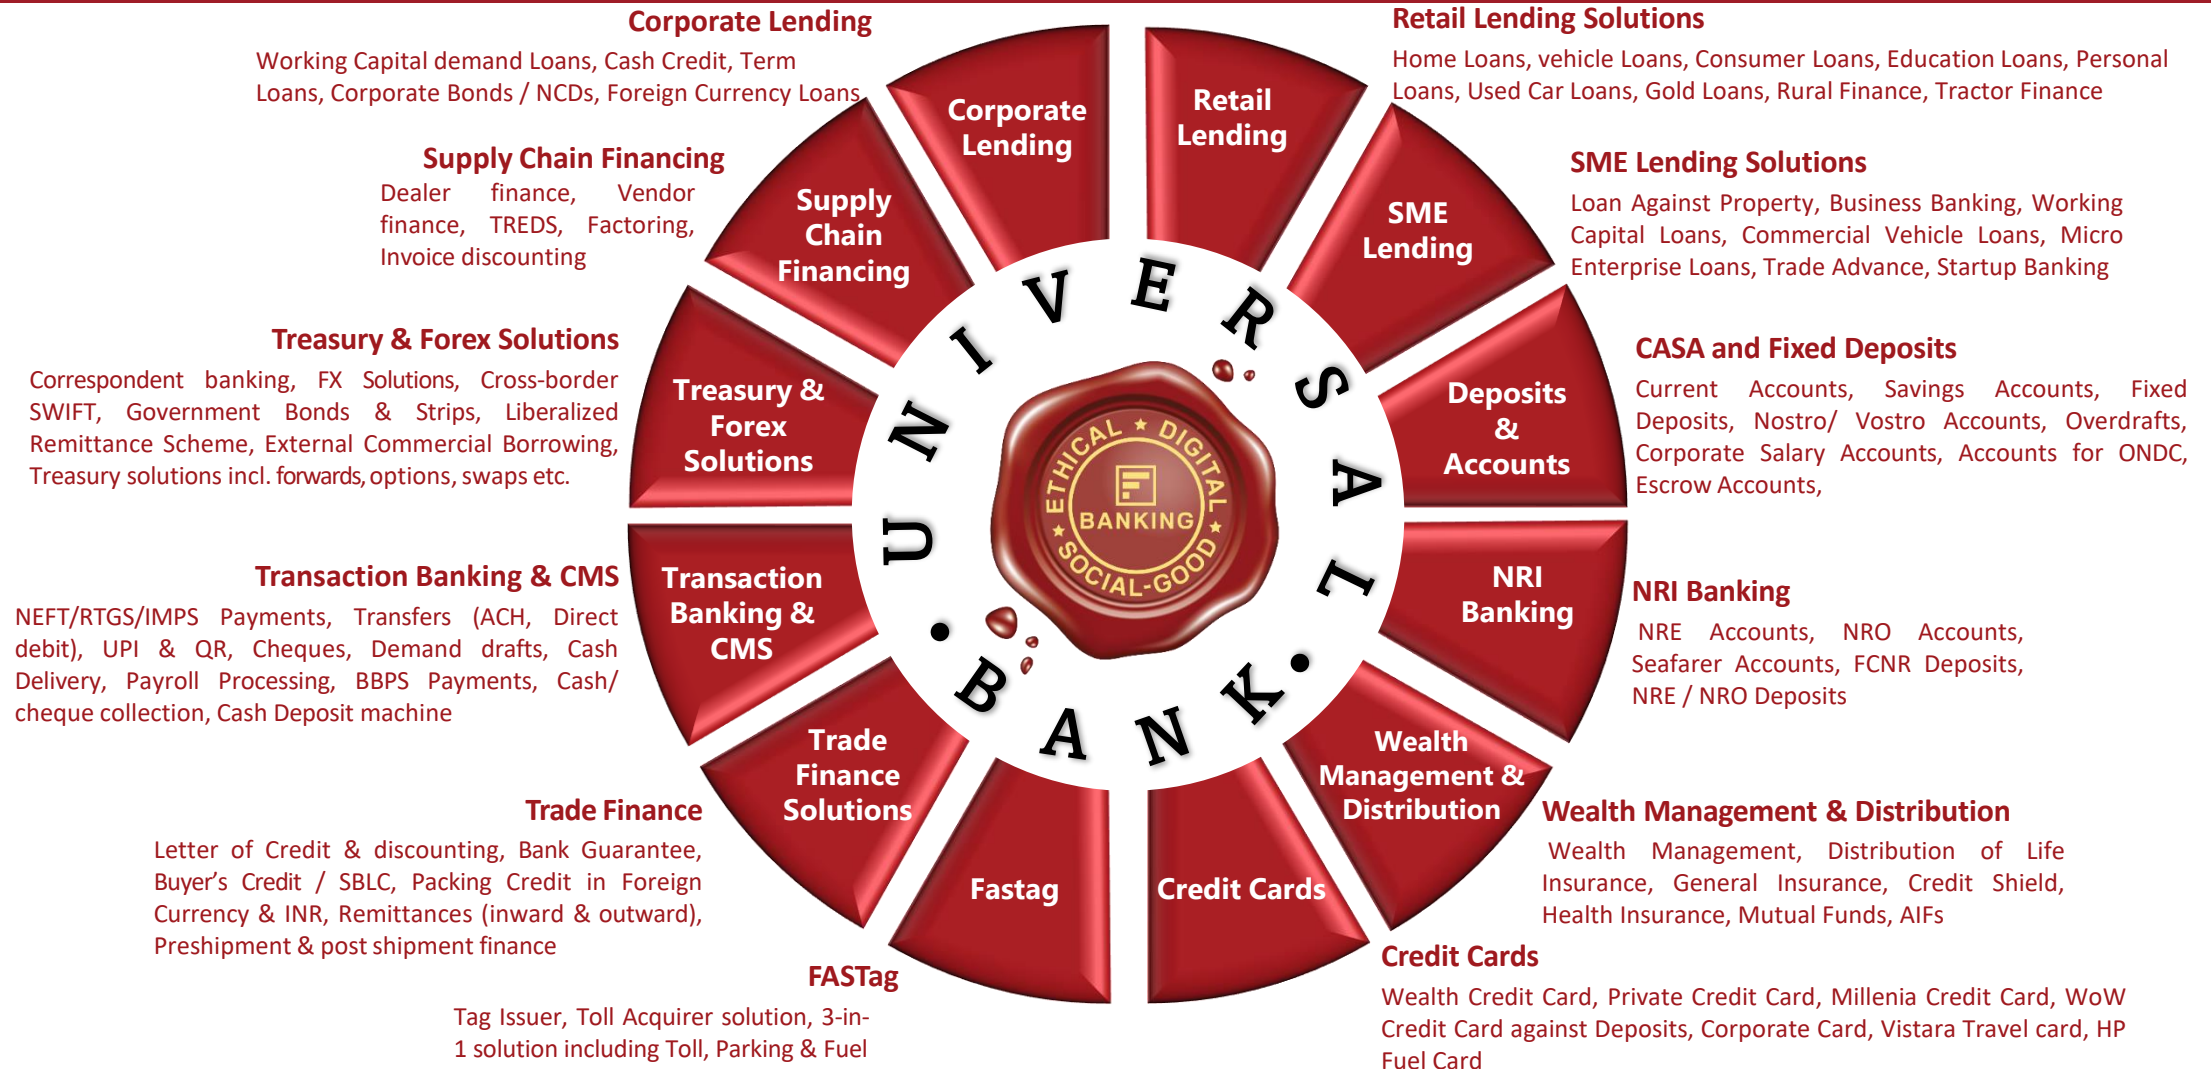 Corporate Lending
Working Capital demand Loans, Cash Credit, Term
Loans, Corporate Bonds / NCDs, Foreign Currency Loans
Retail Lending Solutions
Home Loans, vehicle Loans, Consumer Loans, Education Loans, Personal
Loans, Used Car Loans, Gold Loans, Rural Finance, Tractor Finance
Supply Chain Financing
Dealer finance, Vendor
finance, TREDS, Factoring,
Invoice discounting
SME Lending Solutions
Loan Against Property, Business Banking, Working
Capital Loans, Commercial Vehicle Loans, Micro
Enterprise Loans, Trade Advance, Startup Banking
Treasury & Forex Solutions
Correspondent banking, FX Solutions, Cross-border
SWIFT, Government Bonds & Strips, Liberalized
Remittance Scheme, External Commercial Borrowing,
Treasury solutions incl. forwards, options, swaps etc.
CASA and Fixed Deposits
Current Accounts, Savings Accounts, Fixed
Deposits, Nostro/ Vostro Accounts, Overdrafts,
Corporate Salary Accounts, Accounts for ONDC,
Escrow Accounts,
Transaction Banking & CMS
NEFT/RTGS/IMPS Payments, Transfers (ACH, Direct
debit), UPI & QR, Cheques, Demand drafts, Cash
Delivery, Payroll Processing, BBPS Payments, Cash/
cheque collection, Cash Deposit machine
NRI Banking
NRE Accounts, NRO Accounts,
Seafarer Accounts, FCNR Deposits,
NRE / NRO Deposits
Trade Finance
Letter of Credit & discounting, Bank Guarantee,
Buyer’s Credit / SBLC, Packing Credit in Foreign
Currency & INR, Remittances (inward & outward),
Preshipment & post shipment finance
Wealth Management & Distribution
Wealth Management, Distribution of Life
Insurance, General Insurance, Credit Shield,
Health Insurance, Mutual Funds, AIFs
FASTag
Tag Issuer, Toll Acquirer solution, 3-in-
1 solution including Toll, Parking & Fuel
Credit Cards
Wealth Credit Card, Private Credit Card, Millenia Credit Card, WoW
Credit Card against Deposits, Corporate Card, Vistara Travel card, HP
Fuel Card
Corporate
Lending
Retail
Lending
SME
Lending
Deposits
&
Accounts
NRI
Banking
Wealth
Management &
Distribution
Credit Cards
Fastag
Trade
Finance
Solutions
Transaction
Banking &
CMS
Treasury &
Forex
Solutions
Supply
Chain
Financing
UNIVERSAL
• BANK •
ETHICAL ★ DIGITAL
★ SOCIAL-GOOD ★
BANKING